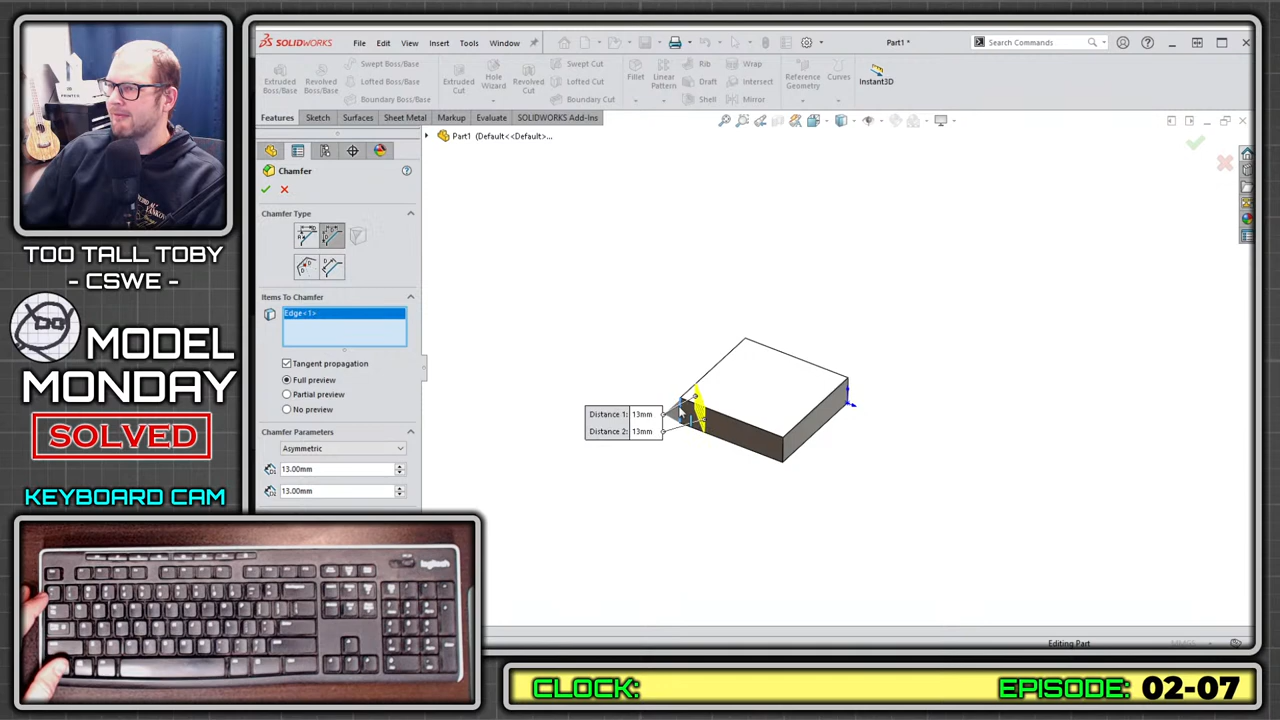 SOLIDWORKS
File
Edit
View
Insert
Tools
Window
Part1 *
Search Commands
Extruded Boss/Base
Revolved Boss/Base
Swept Boss/Base
Lofted Boss/Base
Boundary Boss/Base
Extruded Cut
Hole Wizard
Revolved Cut
Swept Cut
Lofted Cut
Boundary Cut
Fillet
Linear Pattern
Rib
Draft
Shell
Wrap
Intersect
Mirror
Reference Geometry
Curves
Instant3D
Features
Sketch
Surfaces
Sheet Metal
Markup
Evaluate
SOLIDWORKS Add-Ins
Part1 (Default<<Default>...
Chamfer
Chamfer Type
Items To Chamfer
Edge<1>
Tangent propagation
Full preview
Partial preview
No preview
Chamfer Parameters
Asymmetric
13.00mm
13.00mm
Distance 1: 13mm
Distance 2: 13mm
Editing Part
TOO TALL TOBY
- CSWE -
MODEL
MONDAY
SOLVED
KEYBOARD CAM
logitech
CLOCK:
EPISODE: 02-07